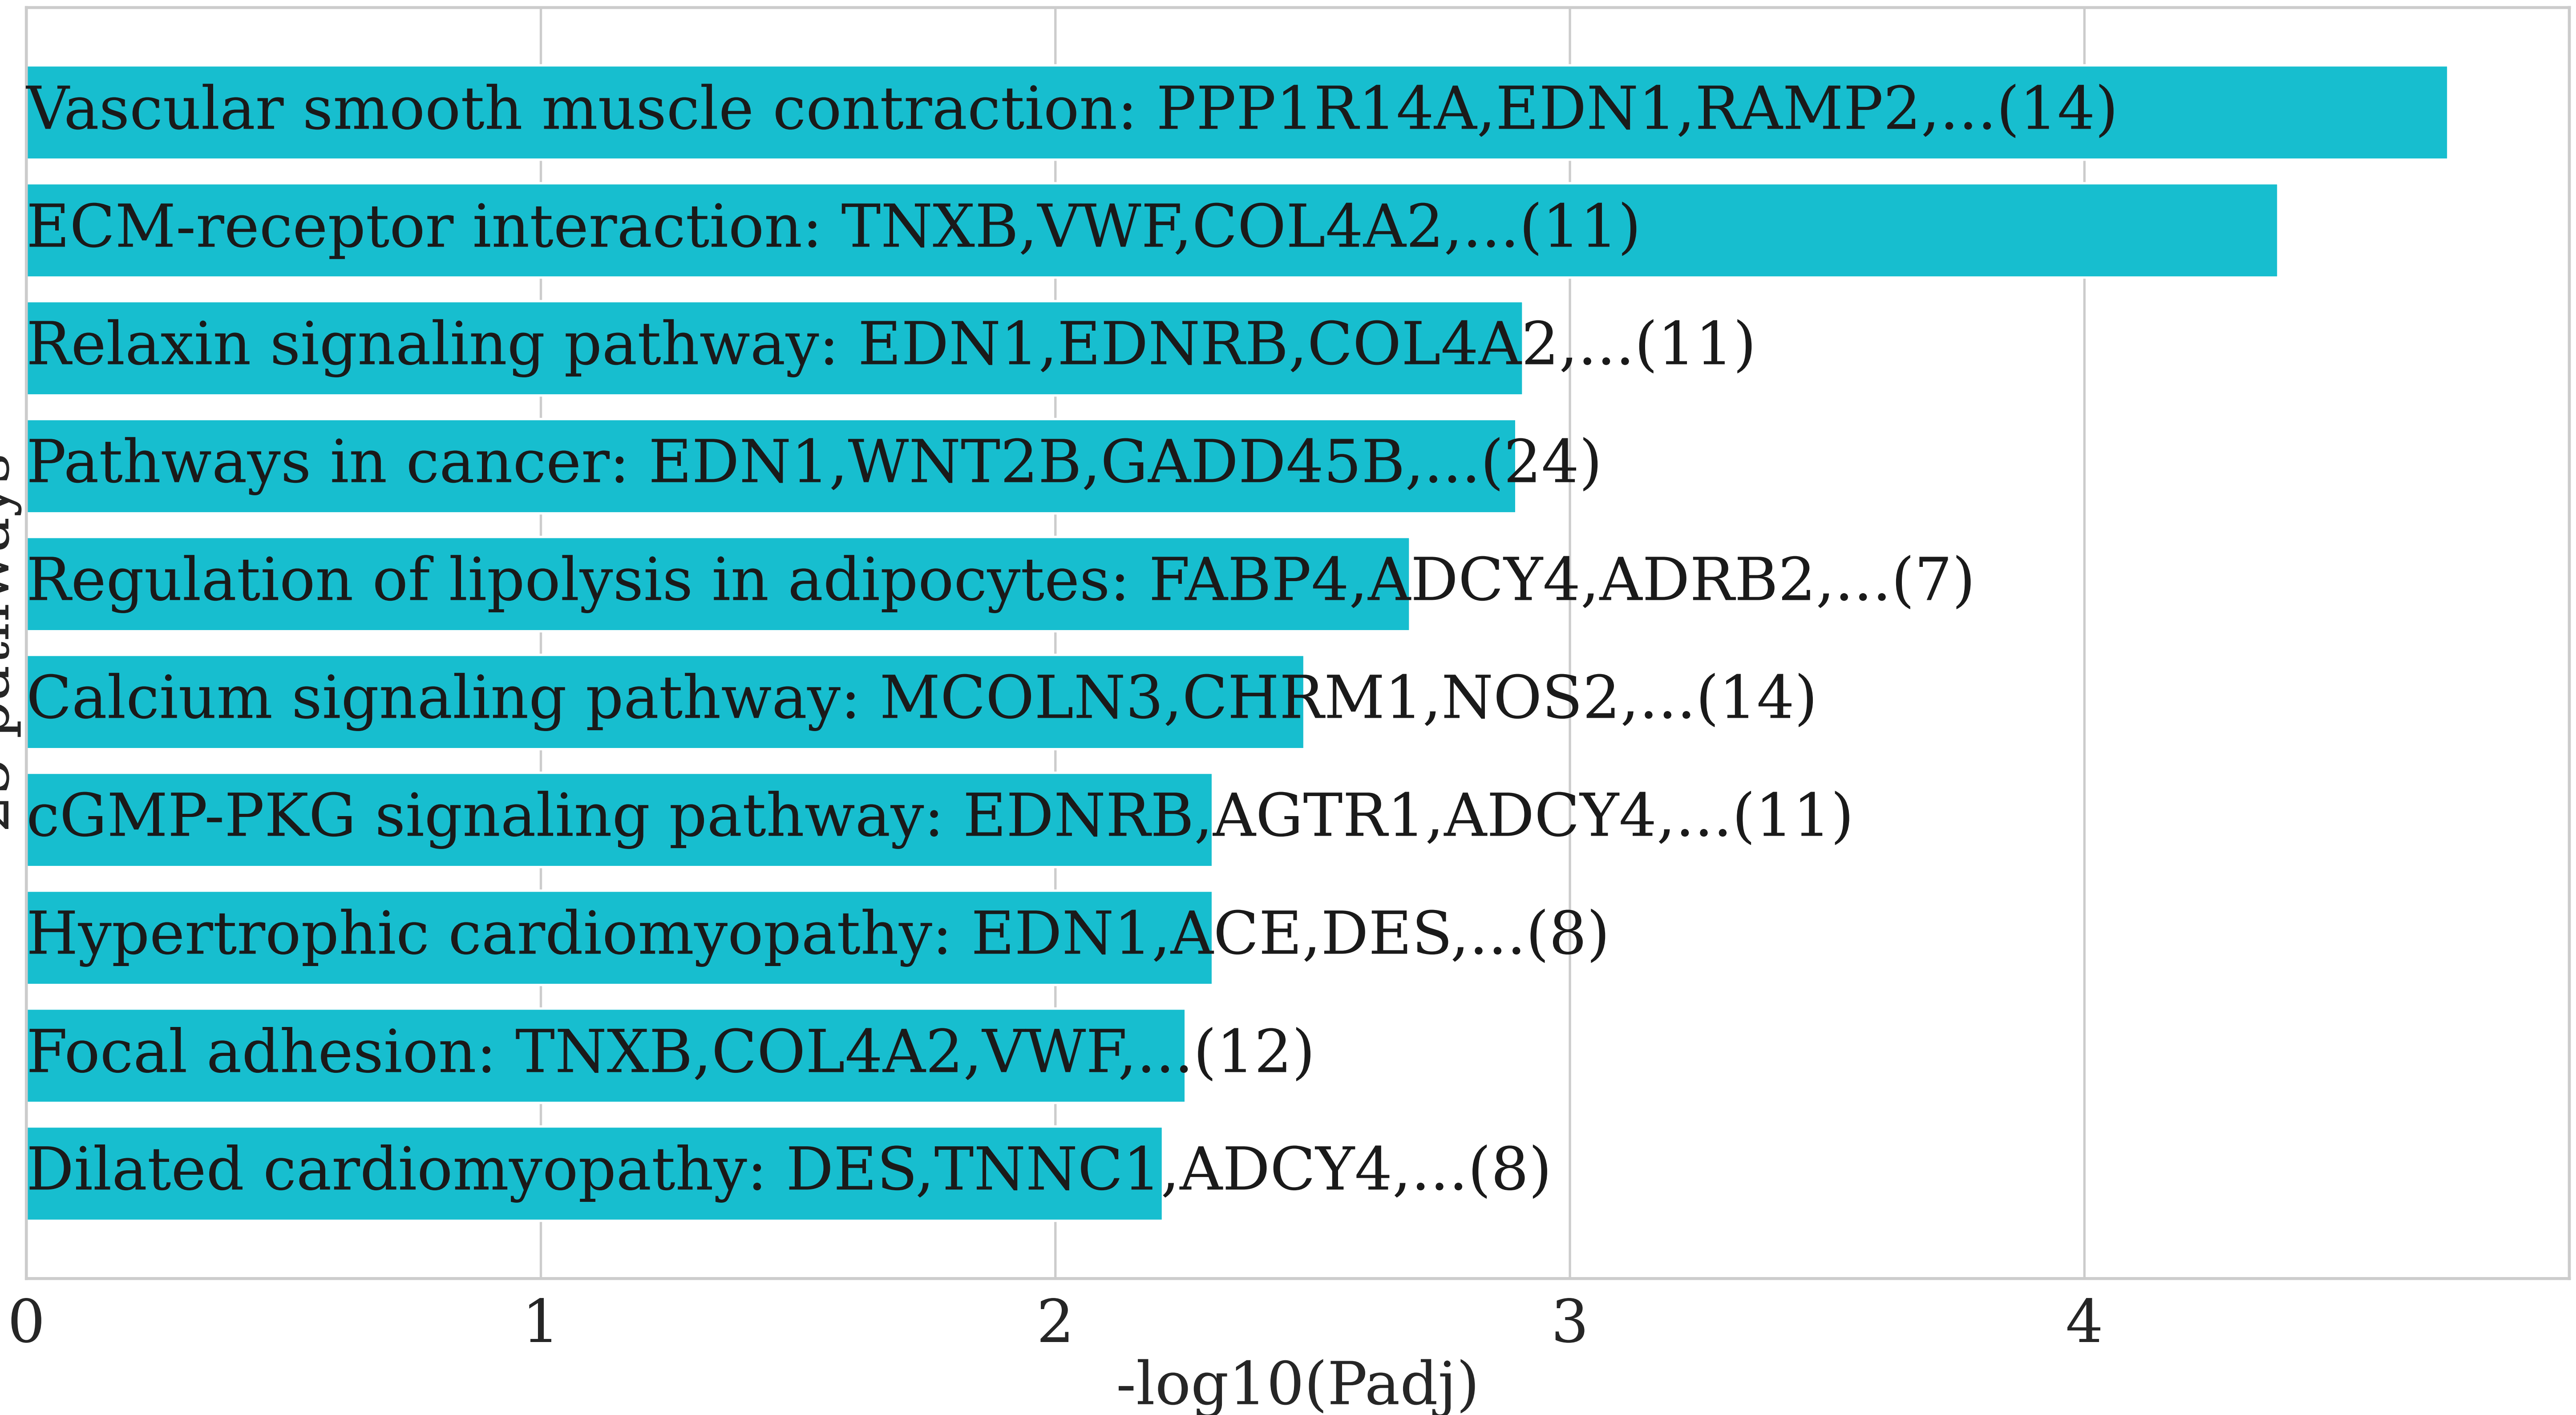 Vascular smooth muscle contraction: PPP1R14A,EDN1,RAMP2,...(14)
ECM-receptor interaction: TNXB,VWF,COL4A2,...(11)
Relaxin signaling pathway: EDN1,EDNRB,COL4A2,...(11)
Pathways in cancer: EDN1,WNT2B,GADD45B,...(24)
Regulation of lipolysis in adipocytes: FABP4,ADCY4,ADRB2,...(7)
Calcium signaling pathway: MCOLN3,CHRM1,NOS2,...(14)
cGMP-PKG signaling pathway: EDNRB,AGTR1,ADCY4,...(11)
Hypertrophic cardiomyopathy: EDN1,ACE,DES,...(8)
Focal adhesion: TNXB,COL4A2,VWF,...(12)
Dilated cardiomyopathy: DES,TNNC1,ADCY4,...(8)
0 1 2 3 4
-log10(Padj)